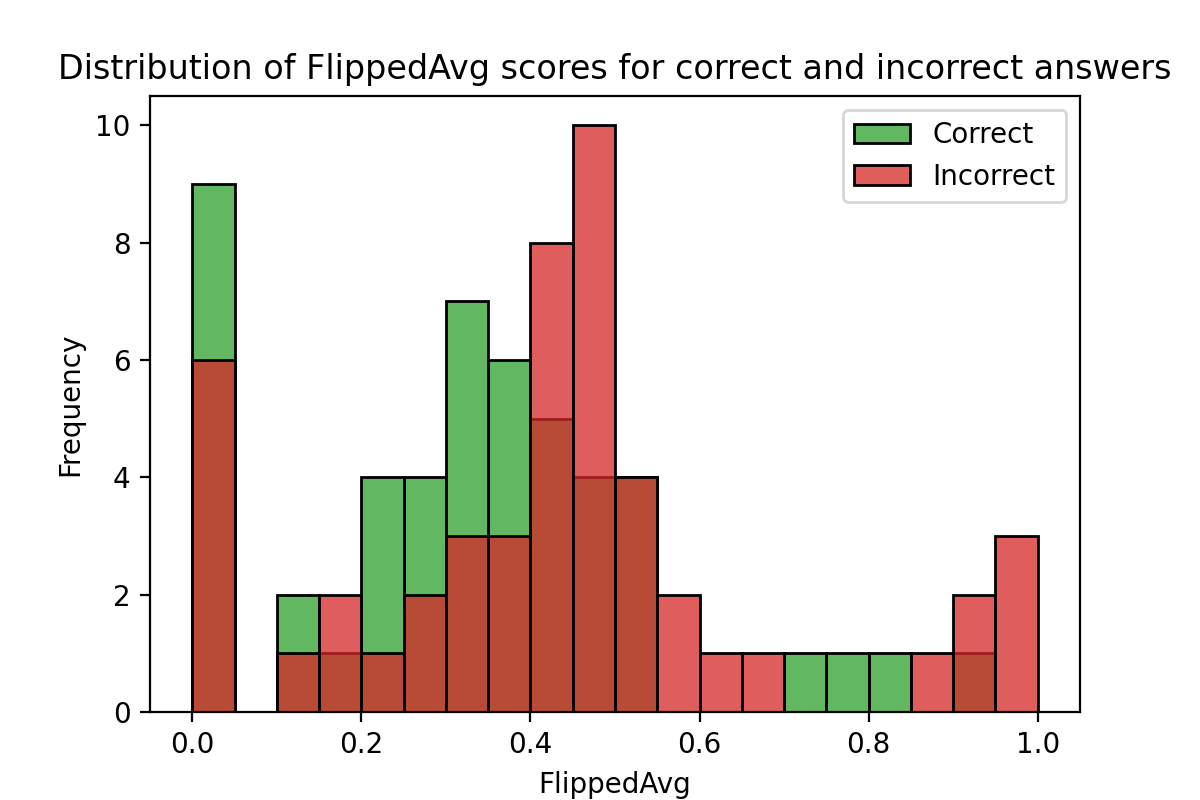 Distribution of FlippedAvg scores for correct and incorrect answers
Correct
Incorrect
Frequency
10
8
6
4
2
0
0.0 0.2 0.4 0.6 0.8 1.0
FlippedAvg